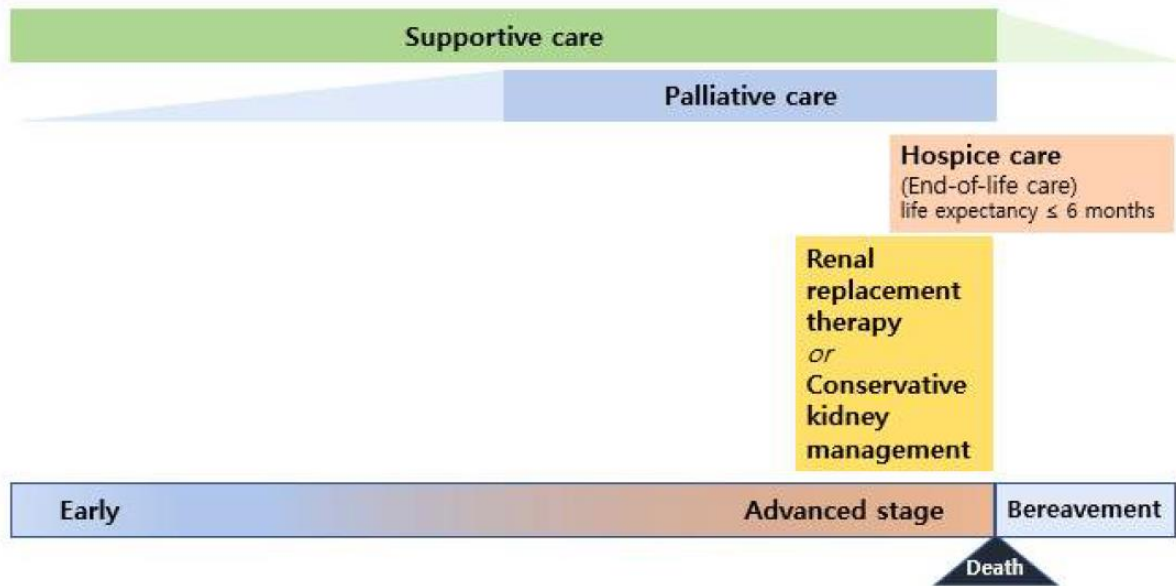 Supportive care
Palliative care
Hospice care
(End-of-life care)
life expectancy ≤ 6 months
Renal
replacement
therapy
or
Conservative
kidney
management
Early
Advanced stage
Bereavement
Death